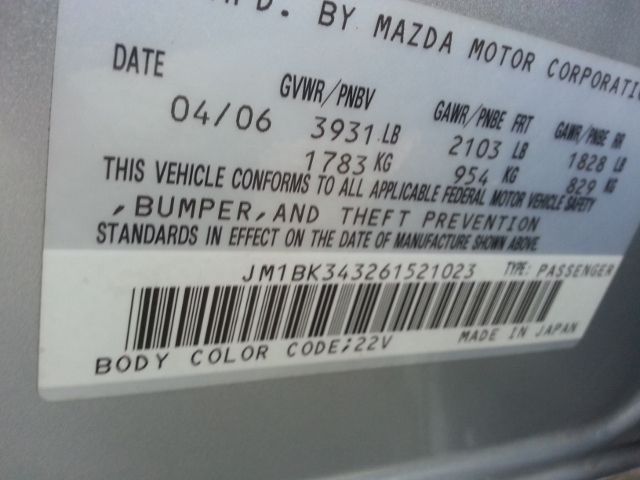 MFD. BY MAZDA MOTOR CORPORATION
DATE GVWR/PNBV GAWR/PNBE FRT GAWR/PNBE RR
04/06 3931 LB 2103 LB 1828 LB
1783 KG 954 KG 829 KG
THIS VEHICLE CONFORMS TO ALL APPLICABLE FEDERAL MOTOR VEHICLE SAFETY
,BUMPER,AND THEFT PREVENTION
STANDARDS IN EFFECT ON THE DATE OF MANUFACTURE SHOWN ABOVE.
JM1BK343261521023 TYPE: PASSENGER
BODY COLOR CODE;22V MADE IN JAPAN